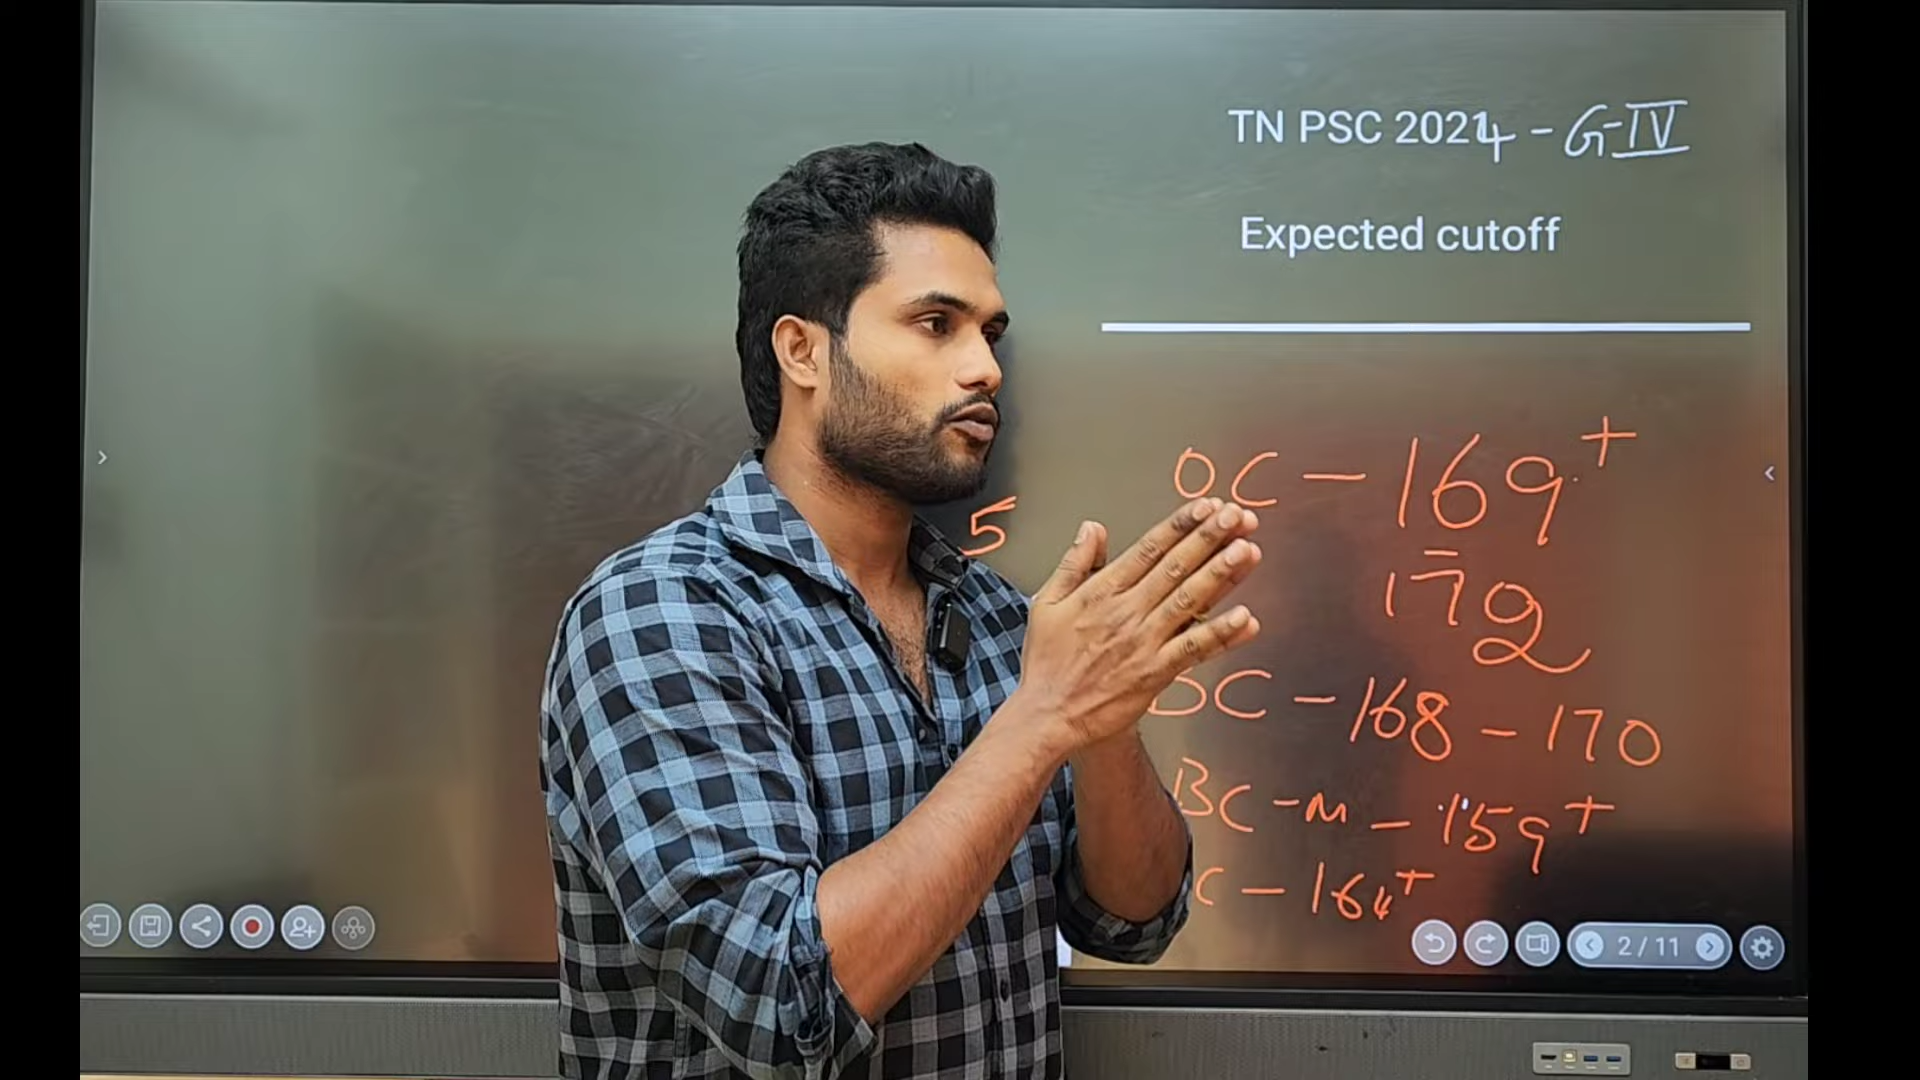 TN PSC 2024 - G-IV
Expected cutoff
OC - 169+
5
172
BC - 168 - 170
BC-M - 159+
C - 164+
2 / 11